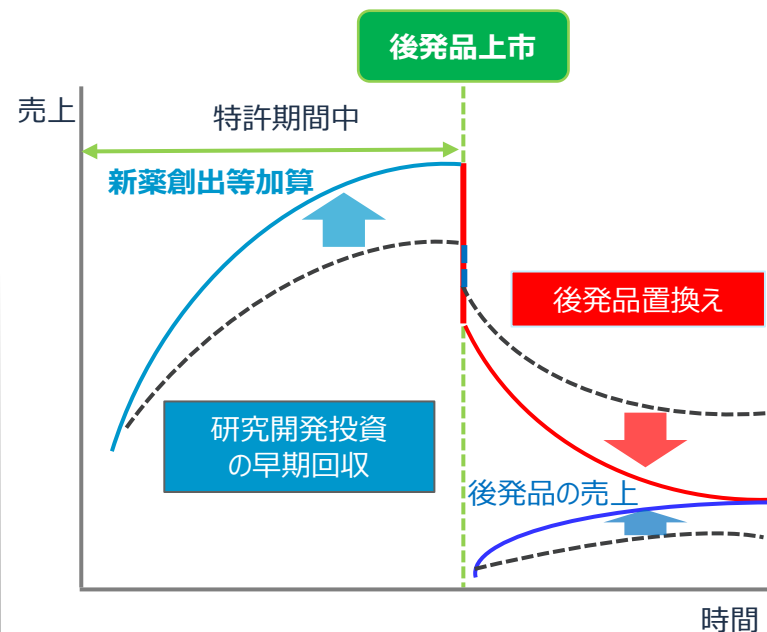 後発品上市
売上
特許期間中
新薬創出等加算
後発品置換え
研究開発投資
の早期回収
後発品の売上
時間